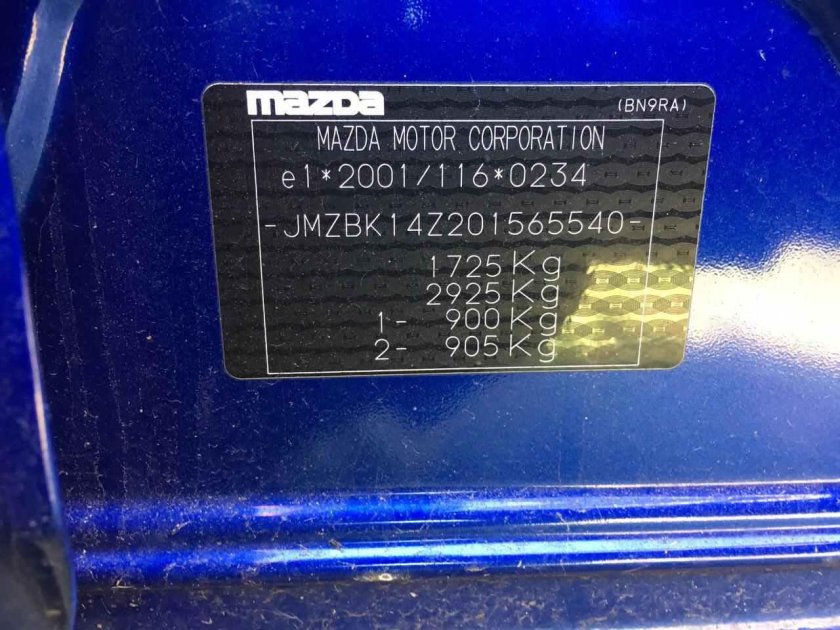 mazda (BN9RA)
MAZDA MOTOR CORPORATION
e1*2001/116*0234
-JMZBK14Z201565540-
1725 Kg
2925 Kg
1- 900 Kg
2- 905 Kg